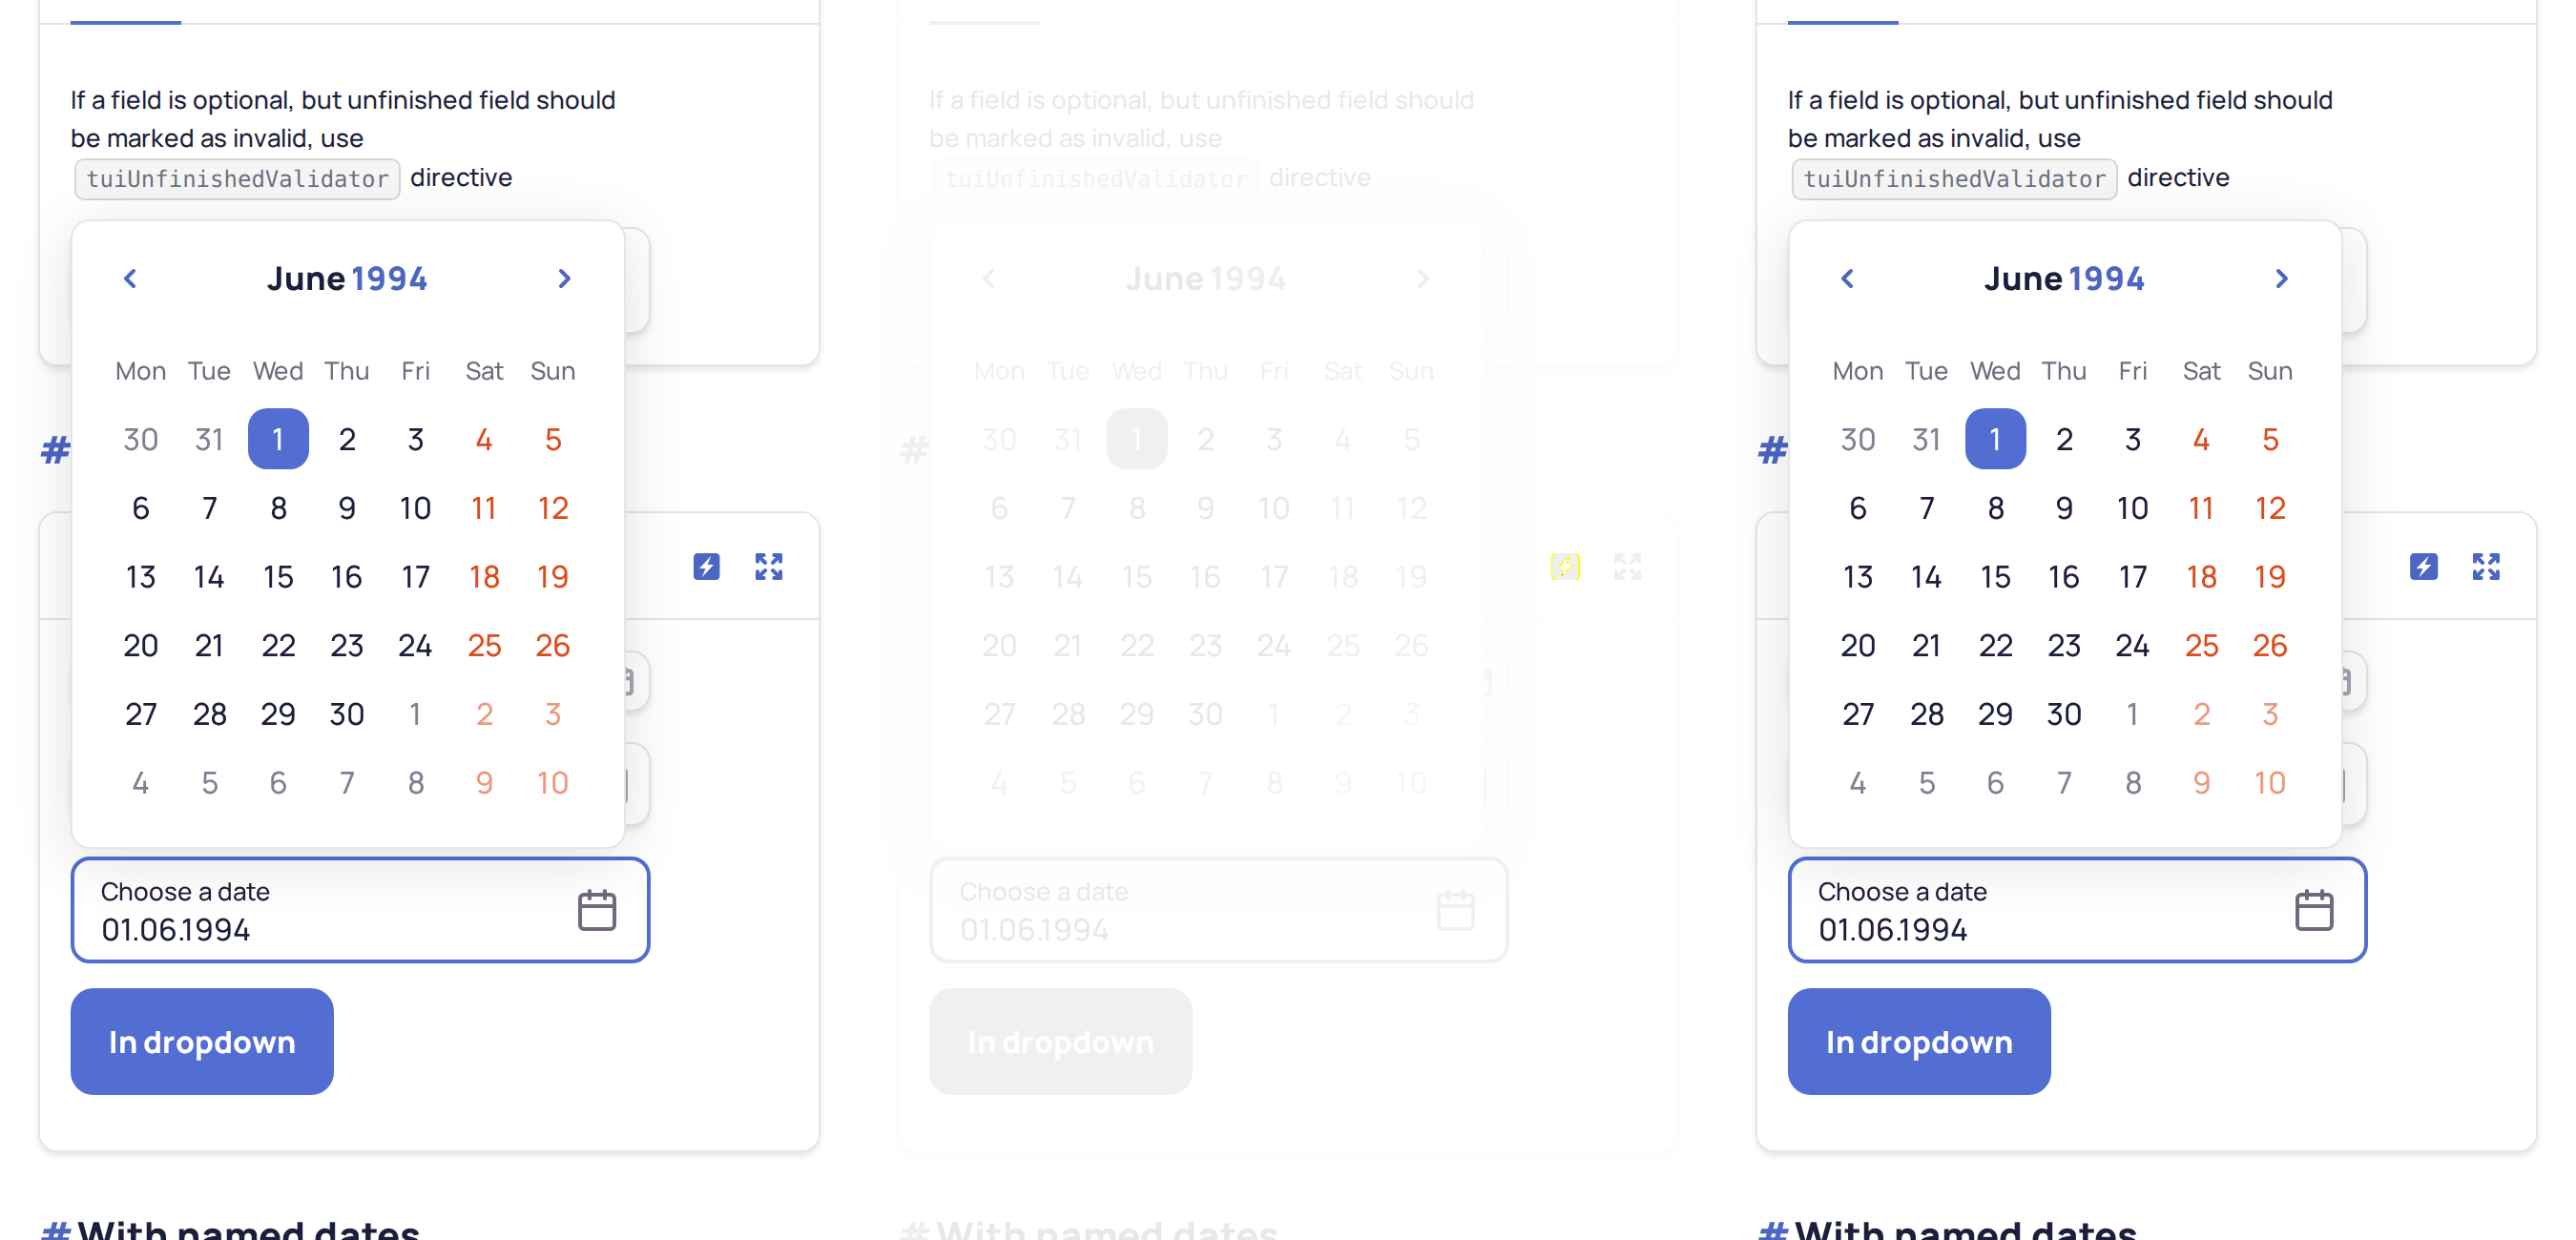 If a field is optional, but unfinished field should
be marked as invalid, use
tuiUnfinishedValidator directive
June 1994
Mon Tue Wed Thu Fri Sat Sun
30 31 1 2 3 4 5
6 7 8 9 10 11 12
13 14 15 16 17 18 19
20 21 22 23 24 25 26
27 28 29 30 1 2 3
4 5 6 7 8 9 10
#
Choose a date
01.06.1994
In dropdown
# With named dates
If a field is optional, but unfinished field should
be marked as invalid, use
tuiUnfinishedValidator directive
June 1994
Mon Tue Wed Thu Fri Sat Sun
30 31 1 2 3 4 5
6 7 8 9 10 11 12
13 14 15 16 17 18 19
20 21 22 23 24 25 26
27 28 29 30 1 2 3
4 5 6 7 8 9 10
#
Choose a date
01.06.1994
In dropdown
# With named dates
If a field is optional, but unfinished field should
be marked as invalid, use
tuiUnfinishedValidator directive
June 1994
Mon Tue Wed Thu Fri Sat Sun
30 31 1 2 3 4 5
6 7 8 9 10 11 12
13 14 15 16 17 18 19
20 21 22 23 24 25 26
27 28 29 30 1 2 3
4 5 6 7 8 9 10
#
Choose a date
01.06.1994
In dropdown
# With named dates